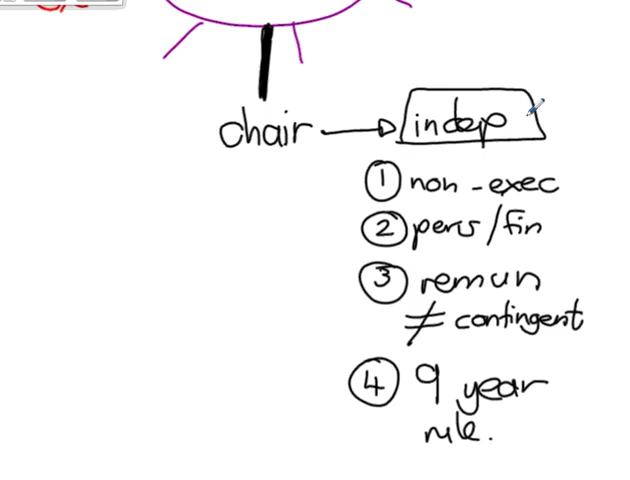 chair → indep
① non-exec
② pers/fin
③ remun
≠ contingent
④ 9 year
rule.